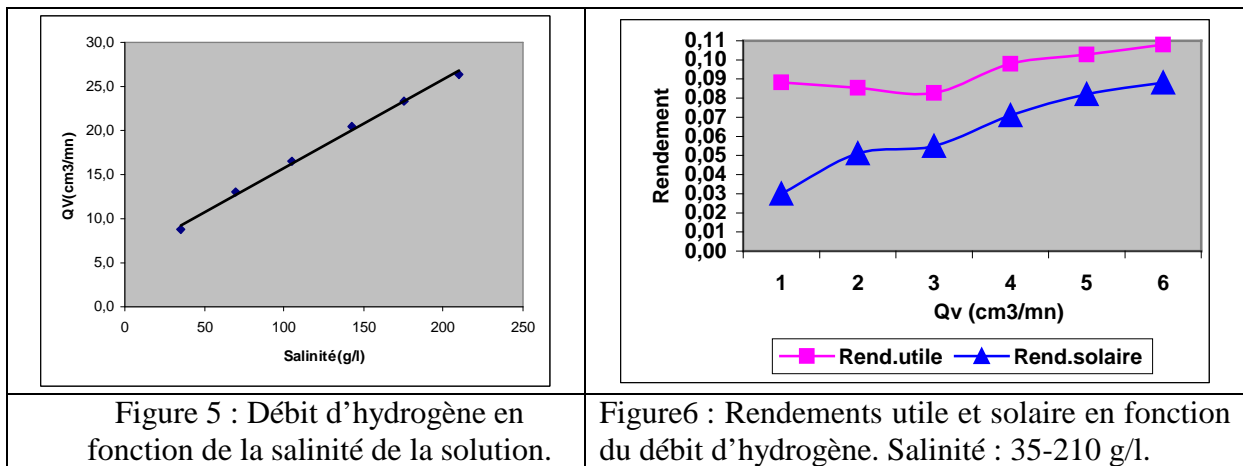 30,0
25,0
20,0
15,0
10,0
5,0
0,0
QV(cm3/mn)
0 50 100 150 200 250
Salinité(g/l)
Figure 5 : Débit d’hydrogène en
fonction de la salinité de la solution.
0,11
0,10
0,09
0,08
0,07
0,06
0,05
0,04
0,03
0,03
0,02
0,01
0,00
Rendement
1 2 3 4 5 6
Qv (cm3/mn)
Rend.utile Rend.solaire
Figure6 : Rendements utile et solaire en fonction
du débit d’hydrogène. Salinité : 35-210 g/l.